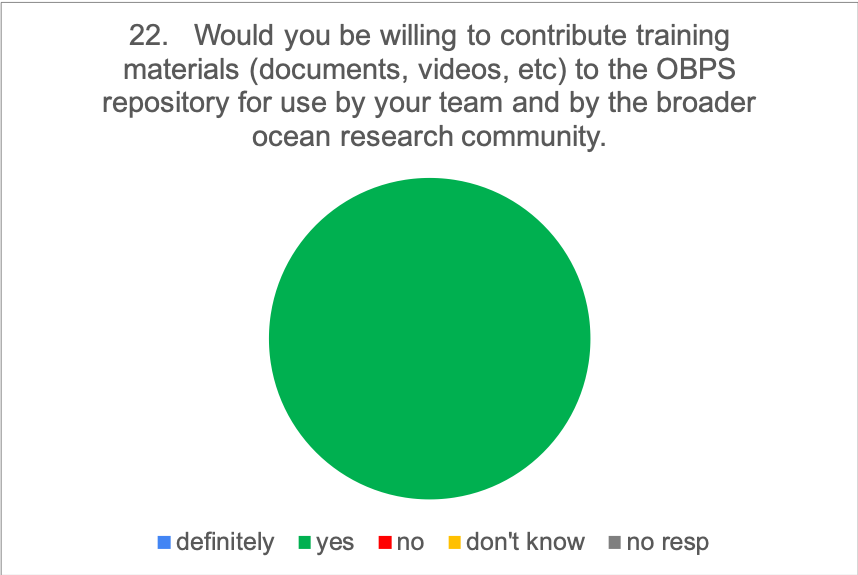 22. Would you be willing to contribute training
materials (documents, videos, etc) to the OBPS
repository for use by your team and by the broader
ocean research community.
definitely yes no don't know no resp